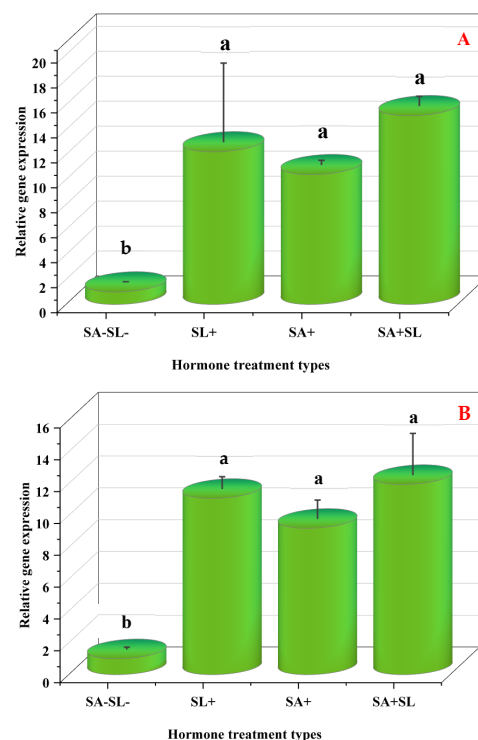 A
a
a
a
b
20
18
16
14
12
10
8
6
4
2
0
Relative gene expression
SA-SL- SL+ SA+ SA+SL
Hormone treatment types
B
a
a
a
b
16
14
12
10
8
6
4
2
0
Relative gene expression
SA-SL- SL+ SA+ SA+SL
Hormone treatment types